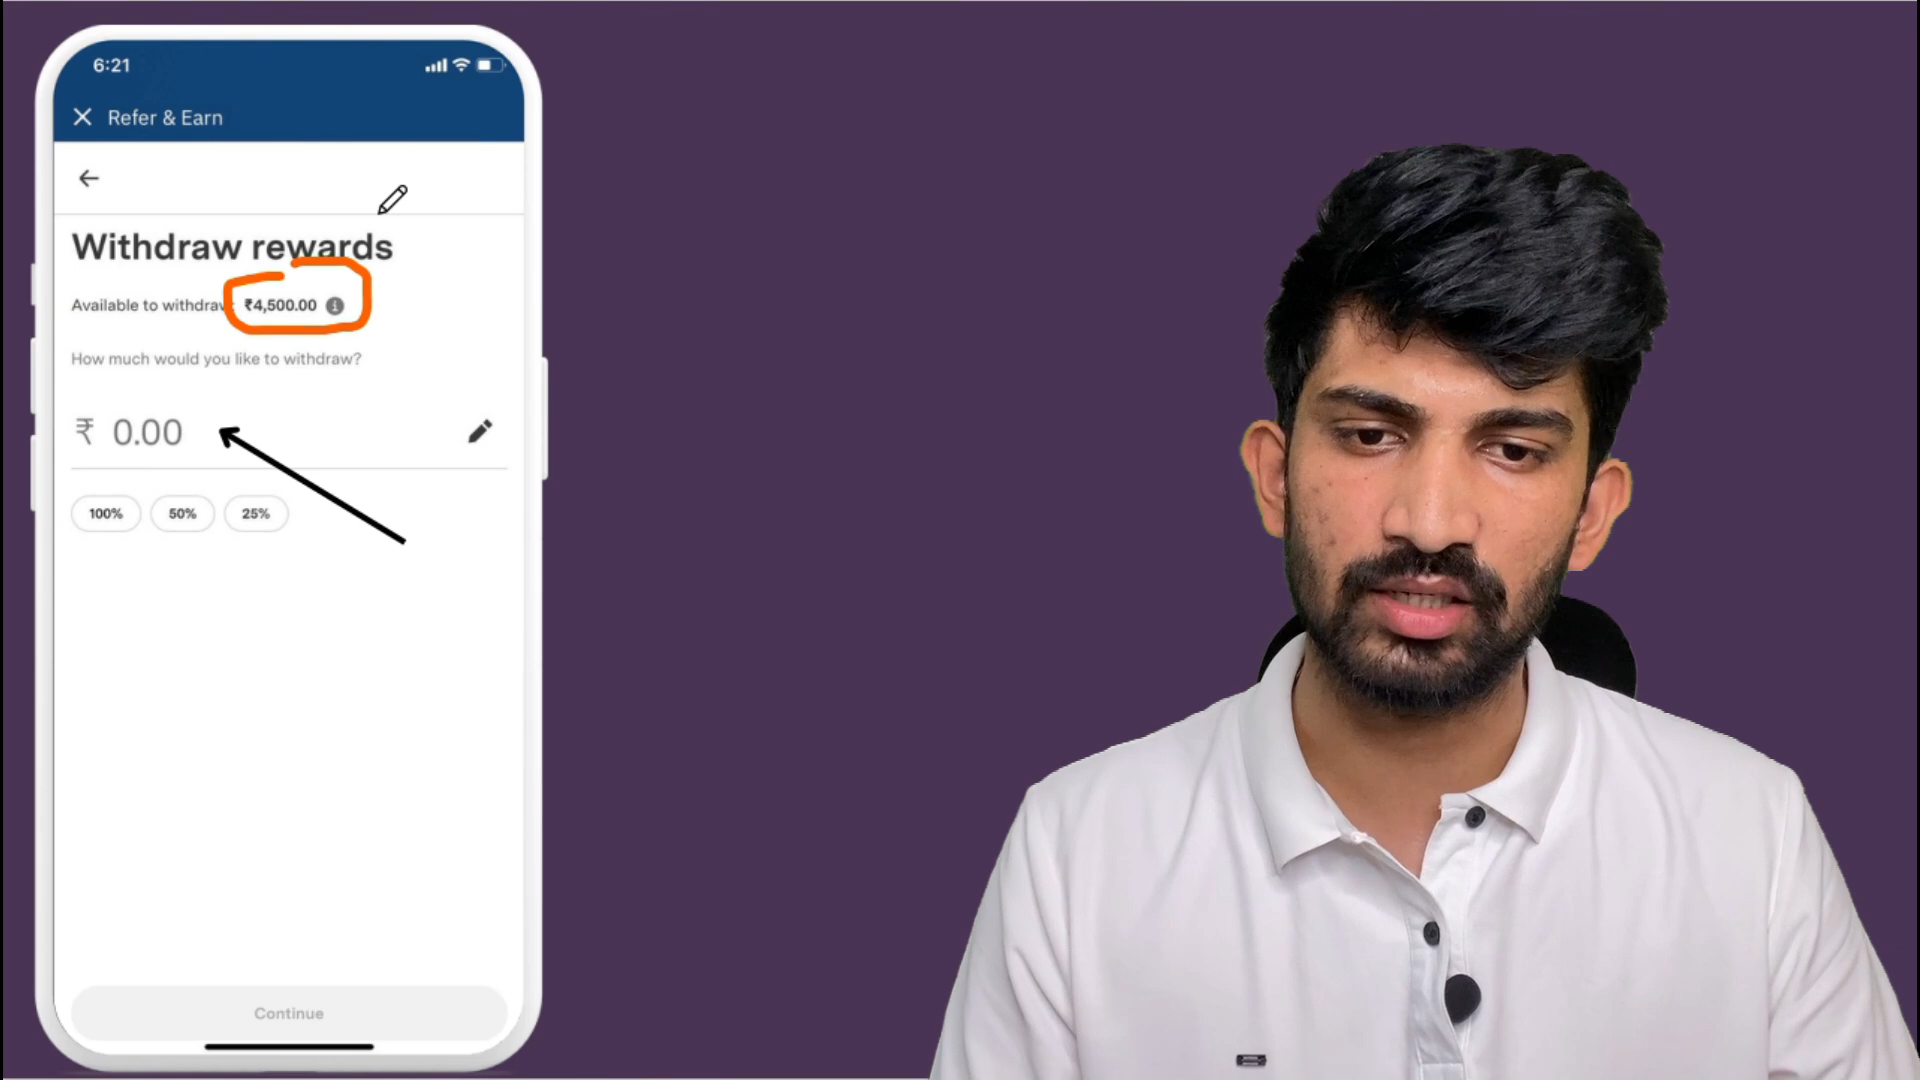 6:21
Refer & Earn
Withdraw rewards
Available to withdraw ₹4,500.00
How much would you like to withdraw?
₹ 0.00
100% 50% 25%
Continue